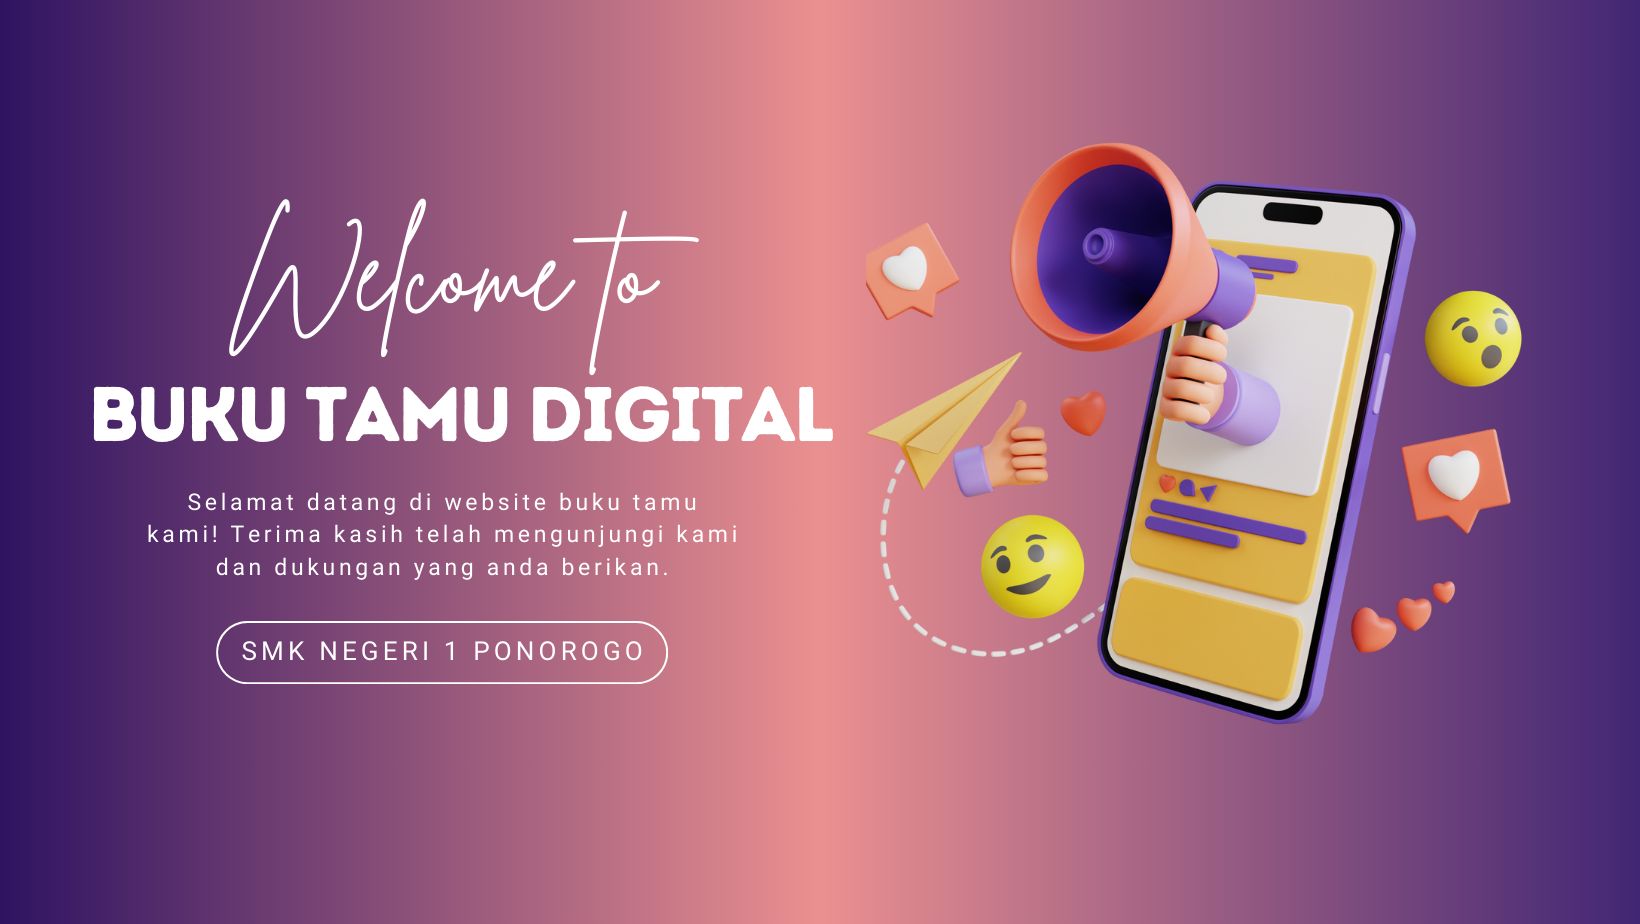 Welcome to
BUKU TAMU DIGITAL
Selamat datang di website buku tamu
kami! Terima kasih telah mengunjungi kami
dan dukungan yang anda berikan.
SMK NEGERI 1 PONOROGO